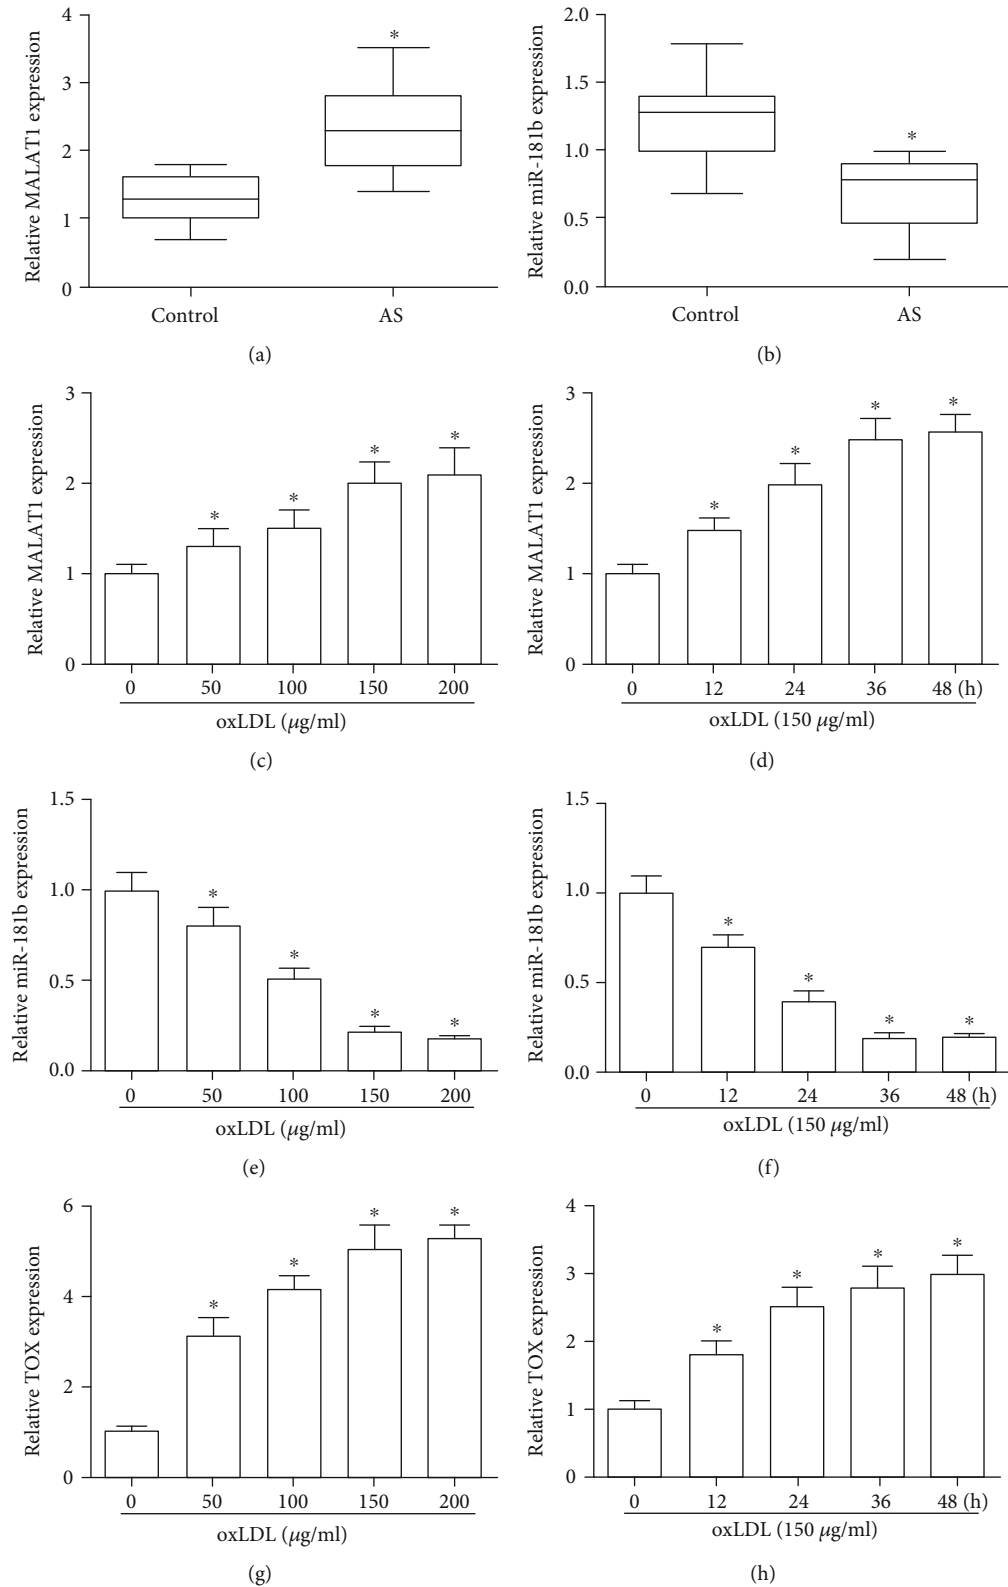 Relative MALAT1 expression
4
3
2
1
0
*
Control
AS
(a)
Relative miR-181b expression
2.0
1.5
1.0
0.5
0.0
*
Control
AS
(b)
Relative MALAT1 expression
3
2
1
0
* * * *
0 50 100 150 200
oxLDL (μg/ml)
(c)
Relative MALAT1 expression
3
2
1
0
* * * *
0 12 24 36 48 (h)
oxLDL (150 μg/ml)
(d)
Relative miR-181b expression
1.5
1.0
0.5
0.0
* * * *
0 50 100 150 200
oxLDL (μg/ml)
(e)
Relative miR-181b expression
1.5
1.0
0.5
0.0
* * * *
0 12 24 36 48 (h)
oxLDL (150 μg/ml)
(f)
Relative TOX expression
6
4
2
0
* * * *
0 50 100 150 200
oxLDL (μg/ml)
(g)
Relative TOX expression
4
3
2
1
0
* * * *
0 12 24 36 48 (h)
oxLDL (150 μg/ml)
(h)